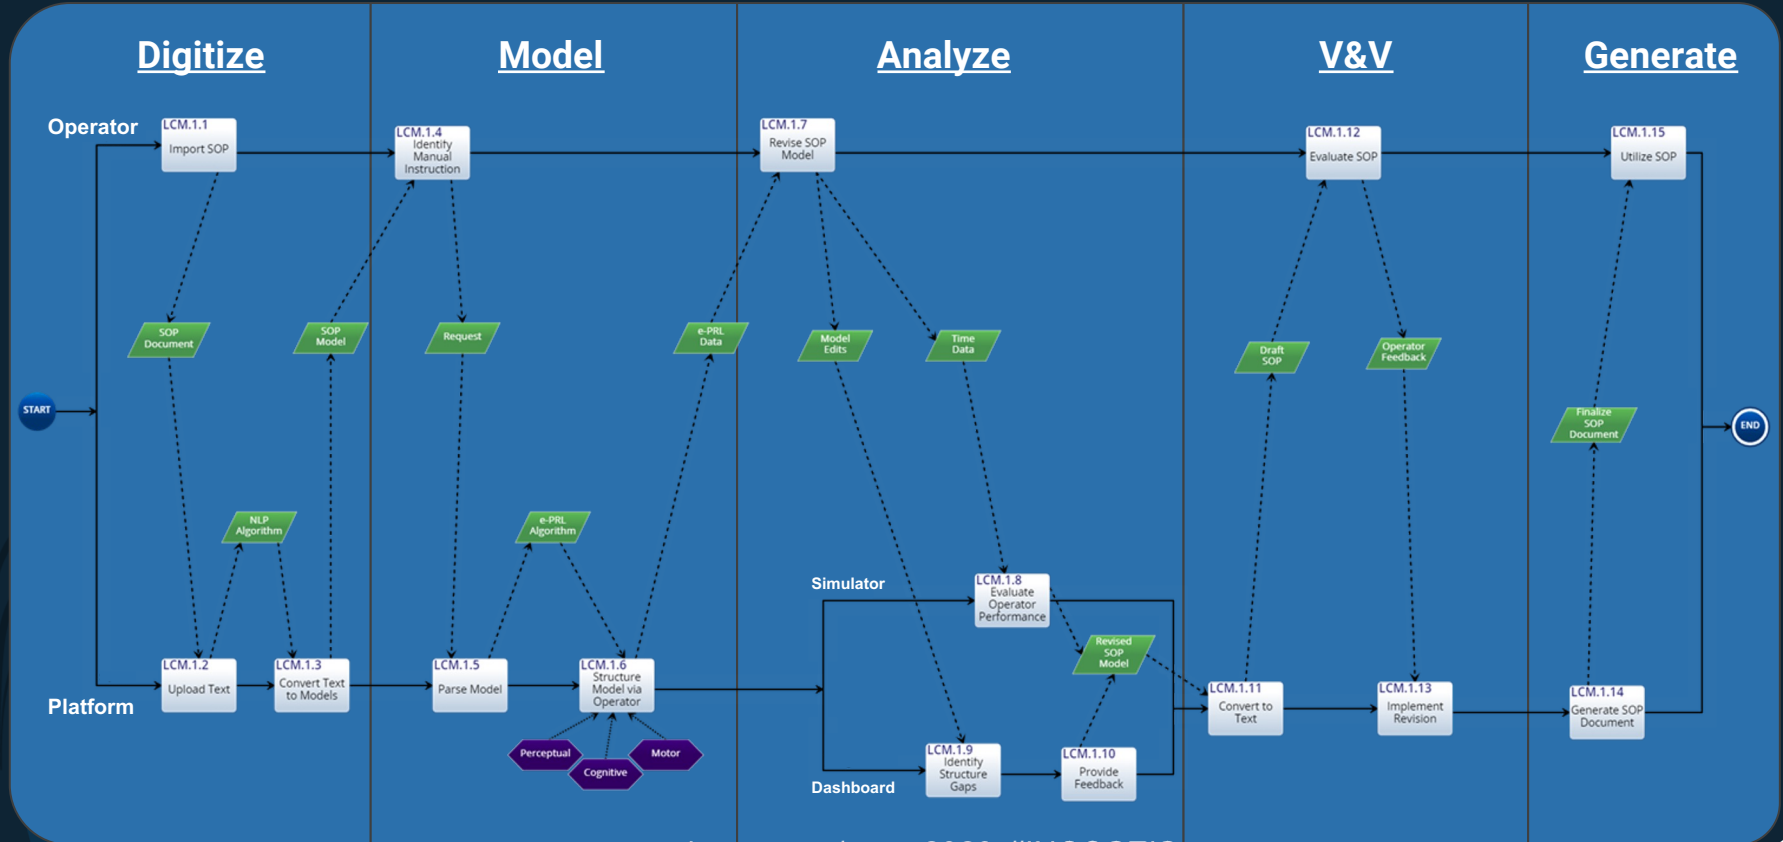 Digitize
Model
Analyze
V&V
Generate
Operator
LCM.1.1
Import SOP
LCM.1.4
Identify
Manual
Instruction
LCM.1.7
Revise SOP
Model
LCM.1.12
Evaluate SOP
LCM.1.15
Utilize SOP
SOP
Document
SOP
Model
Request
e-PRL
Data
Model
Edits
Time
Data
Draft
SOP
Operator
Feedback
START
Finalize
SOP
Document
END
NLP
Algorithm
e-PRL
Algorithm
Simulator
LCM.1.8
Evaluate
Operator
Performance
Revised
SOP
Model
LCM.1.2
Upload Text
LCM.1.3
Convert Text
to Models
LCM.1.5
Parse Model
LCM.1.6
Structure
Model via
Operator
LCM.1.11
Convert to
Text
LCM.1.13
Implement
Revision
LCM.1.14
Generate SOP
Document
Platform
Perceptual
Cognitive
Motor
LCM.1.9
Identify
Structure
Gaps
LCM.1.10
Provide
Feedback
Dashboard